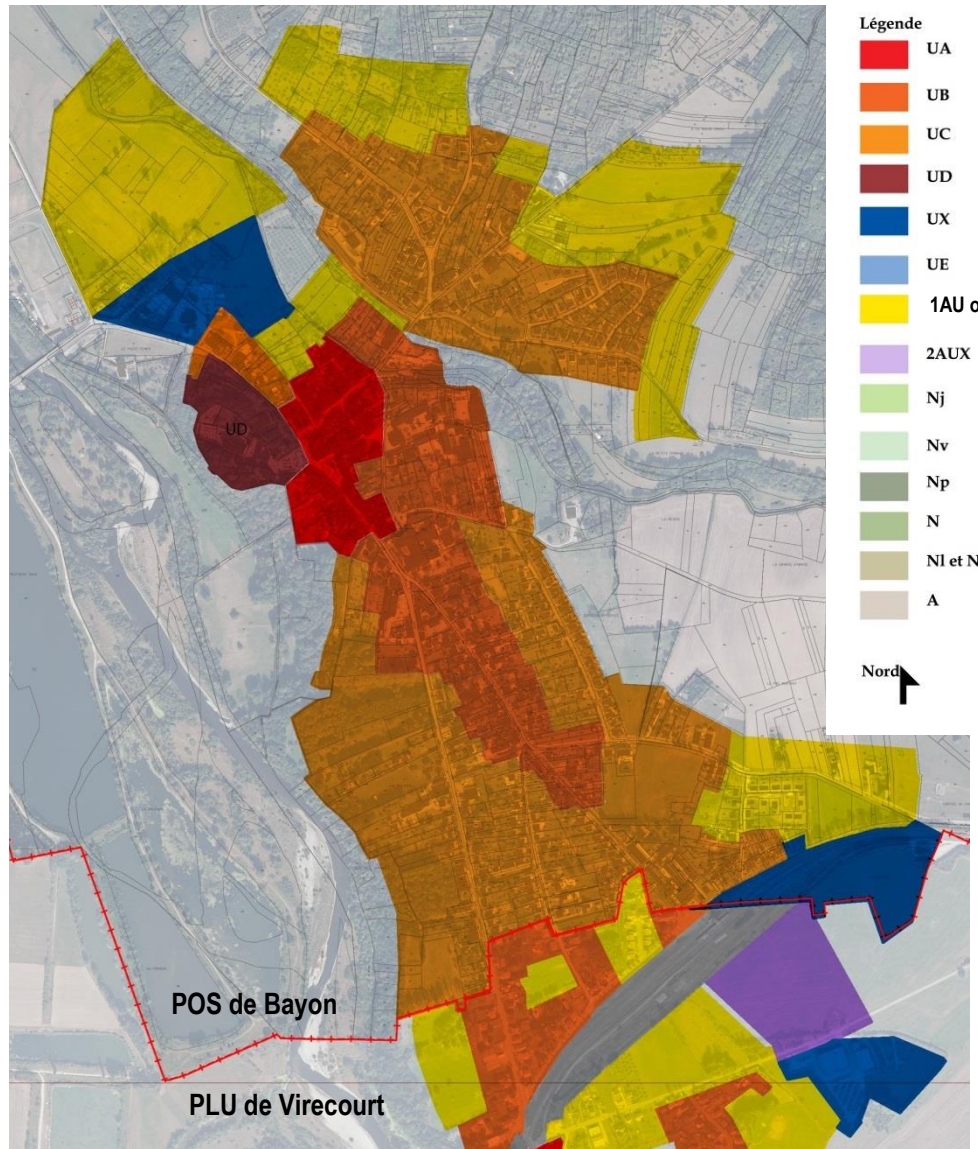 Légende
UA
UB
UC
UD
UX
UE
1AU o
2AUX
Nj
Nv
Np
N
Nl et N
A
Nord
UD
POS de Bayon
PLU de Virecourt